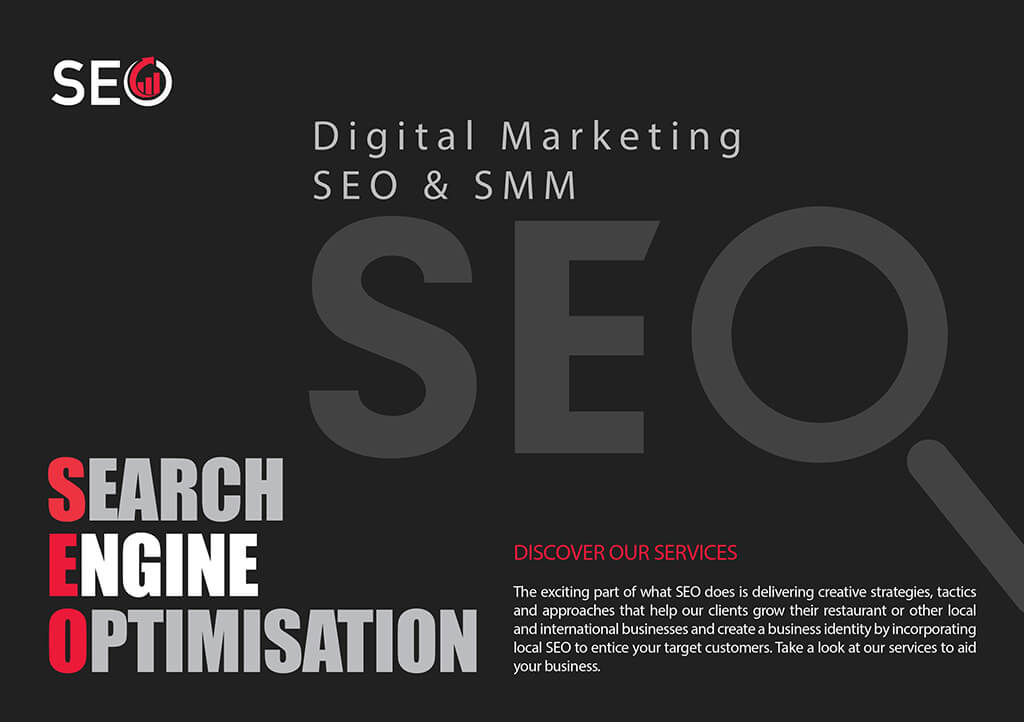 SEO
Digital Marketing
SEO & SMM
SEO
SEARCH
ENGINE
OPTIMISATION
DISCOVER OUR SERVICES
The exciting part of what SEO does is delivering creative strategies, tactics
and approaches that help our clients grow their restaurant or other local
and international businesses and create a business identity by incorporating
local SEO to entice your target customers. Take a look at our services to aid
your business.